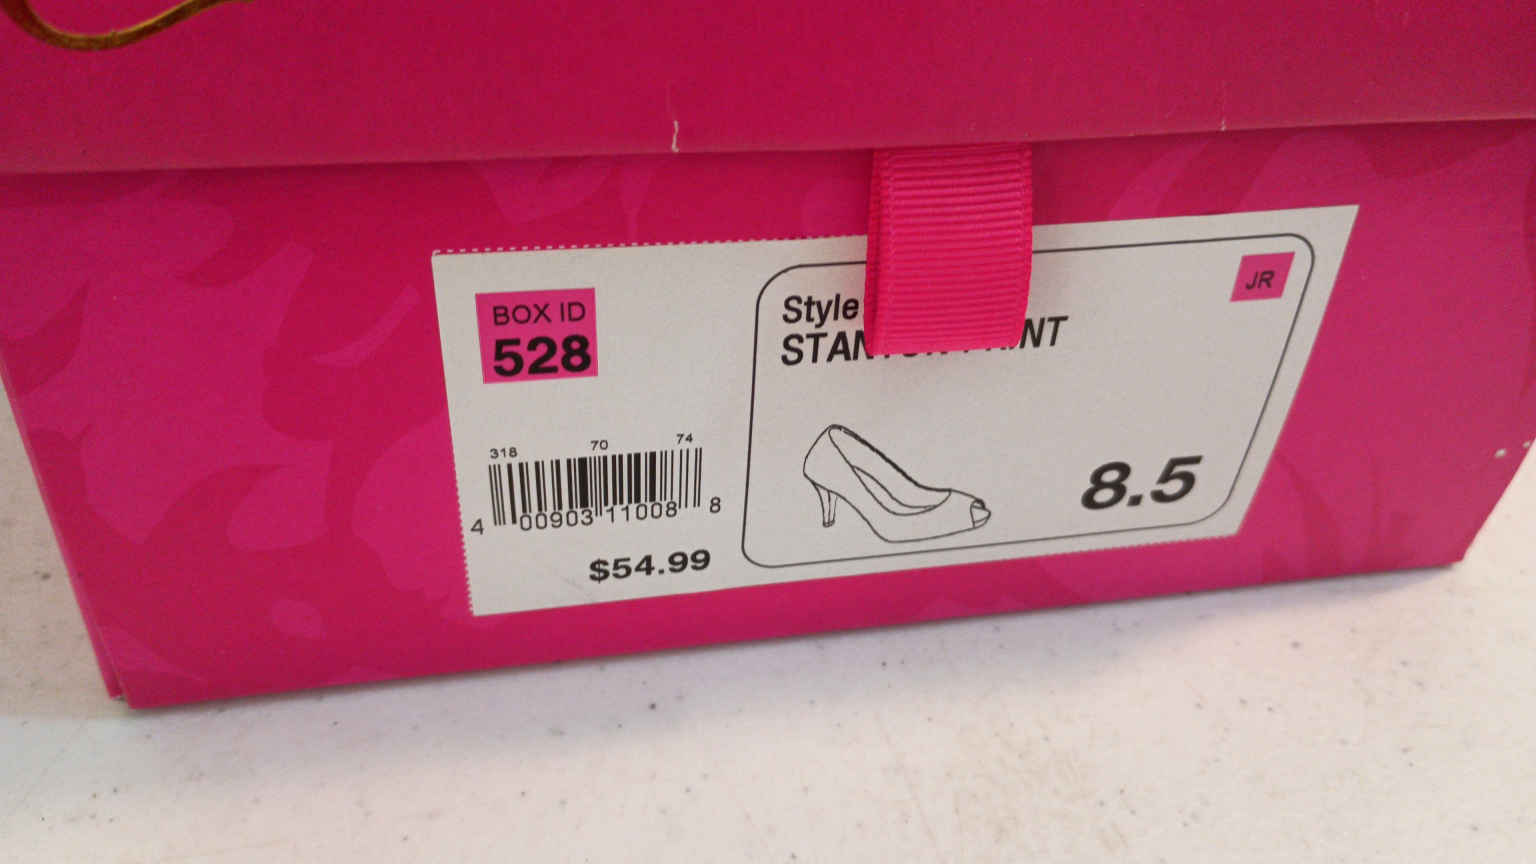 BOX ID
528
318 70 74
4 00903 11008 8
$54.99
Style
JR
8.5